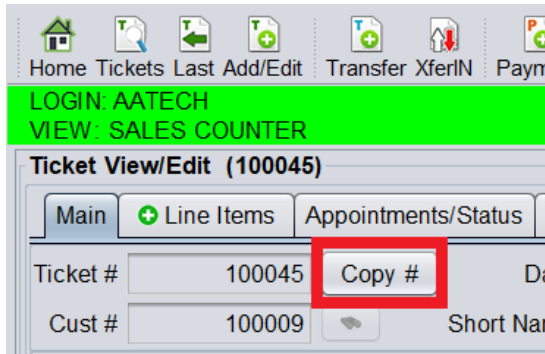 Home Tickets Last Add/Edit Transfer XferIN
LOGIN: AATECH
VIEW: SALES COUNTER
Ticket View/Edit (100045)
Main Line Items Appointments/Status
Ticket # 100045 Copy #
Cust # 100009 Short